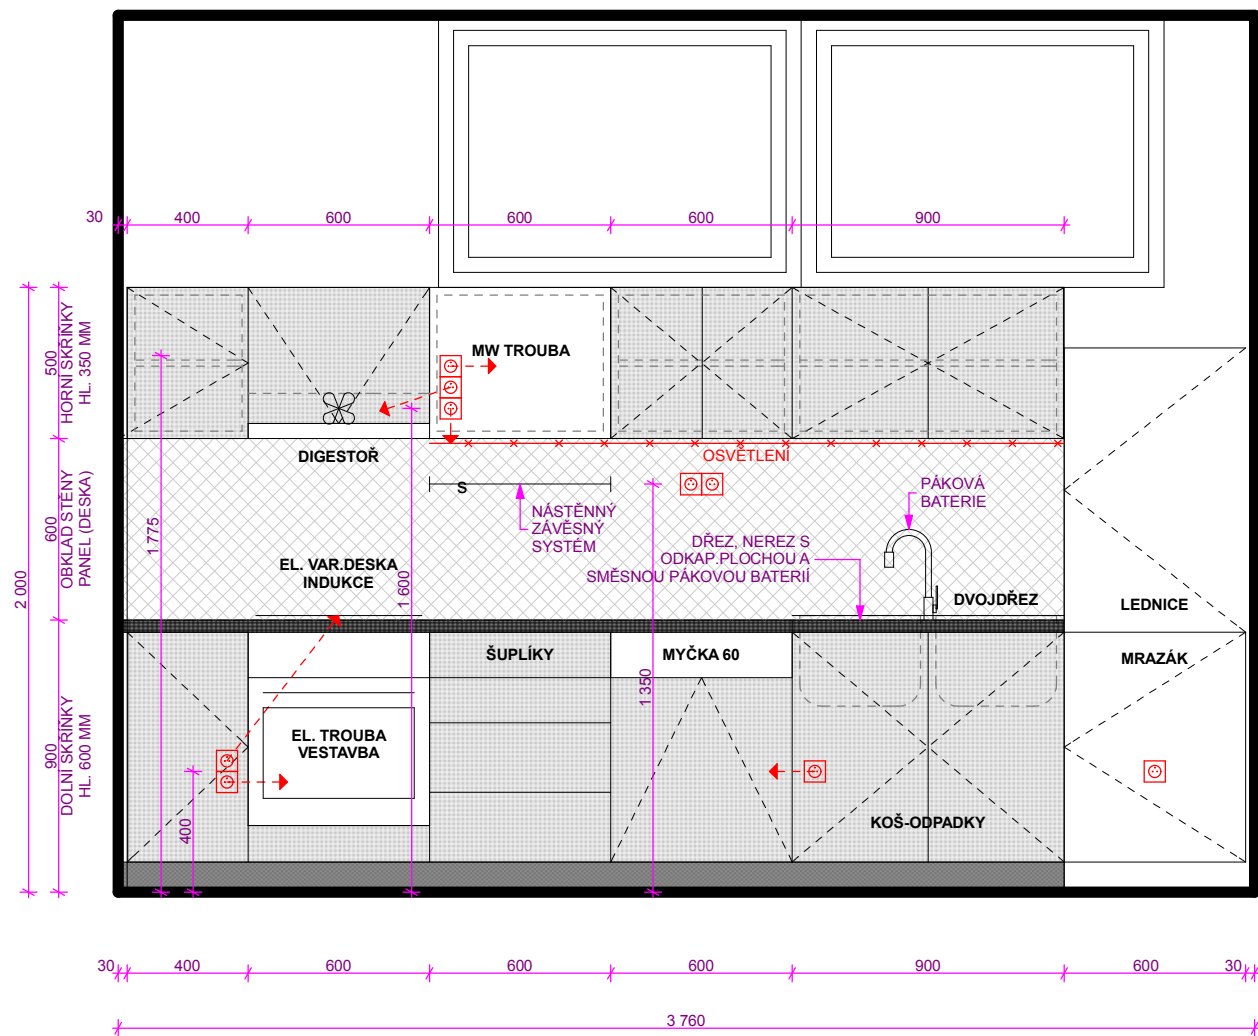 30
400
600
600
600
900
500
HORNÍ SKŘÍŇKY
HL. 350 MM
MW TROUBA
DIGESTOŘ
OSVĚTLENÍ
600
OBKLAD STĚNY
PANEL (DESKA)
1 775
S
NÁSTĚNNÝ
ZÁVĚSNÝ
SYSTÉM
PÁKOVÁ
BATERIE
DŘEZ, NEREZ S
ODKAP.PLOCHOU A
SMĚSNOU PÁKOVOU BATERIÍ
EL. VAR.DESKA
INDUKCE
2 000
1 600
DVOJDŘEZ
LEDNICE
ŠUPLÍKY
MYČKA 60
MRAZÁK
1 350
900
DOLNÍ SKŘÍŇKY
HL. 600 MM
EL. TROUBA
VESTAVBA
400
KOŠ-ODPADKY
30
400
600
600
600
900
600
30
3 760